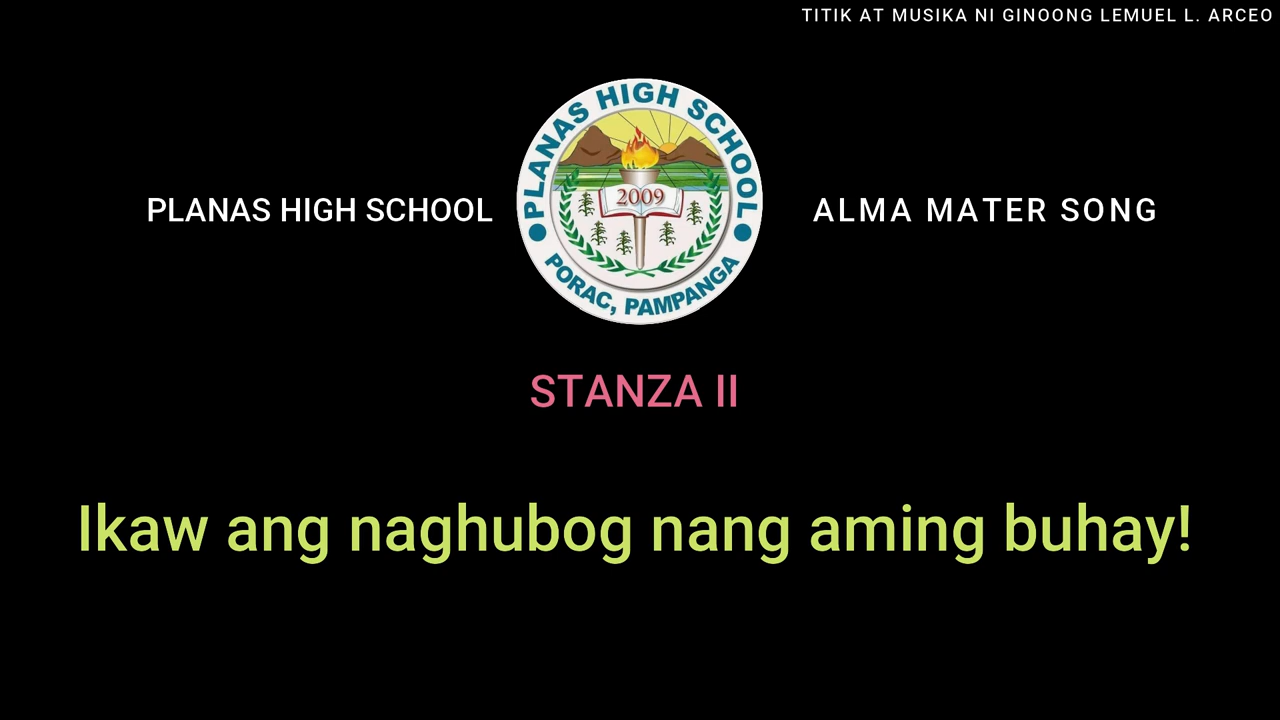 TITIK AT MUSIKA NI GINOONG LEMUEL L. ARCEO
PLANAS HIGH SCHOOL
PLANAS HIGH SCHOOL
2009
PORAC, PAMPANGA
ALMA MATER SONG
STANZA II
Ikaw ang naghubog nang aming buhay!